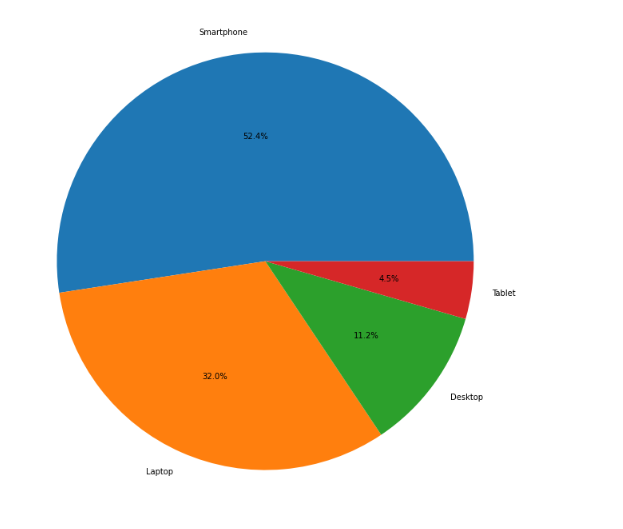 Smartphone
52.4%
4.5%
Tablet
11.2%
32.0%
Desktop
Laptop